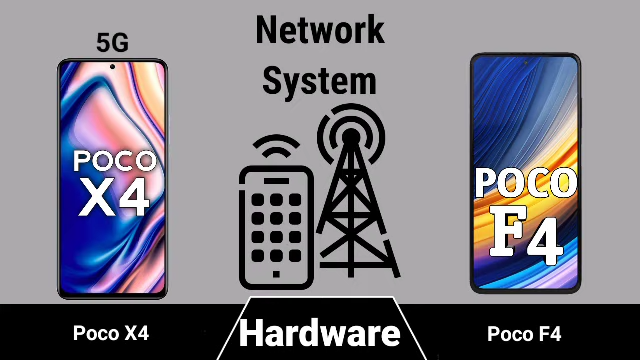 5G
Network
System
POCO
X4
POCO
F4
Poco X4
Hardware
Poco F4